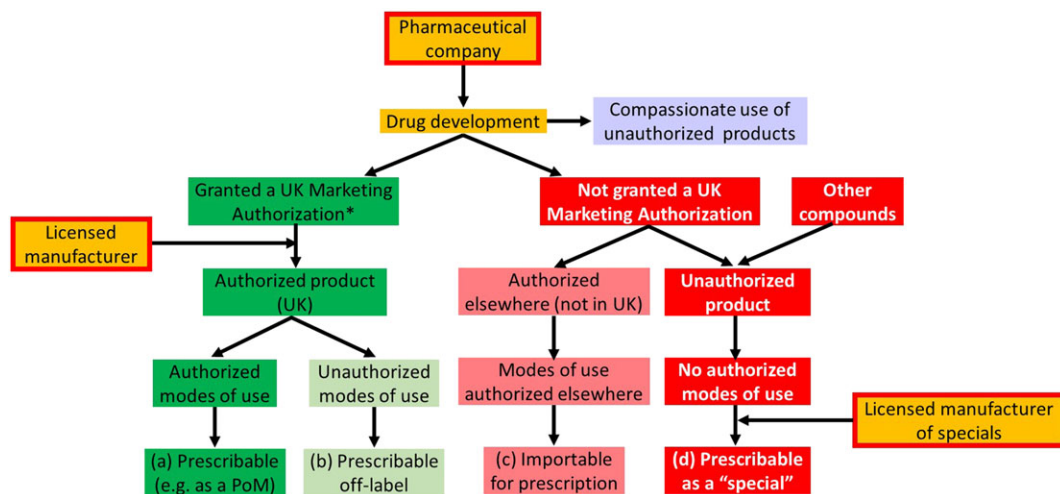 Pharmaceutical
company
Drug development
Compassionate use of
unauthorized products
Granted a UK Marketing
Authorization*
Not granted a UK
Marketing Authorization
Other
compounds
Licensed
manufacturer
Authorized product
(UK)
Authorized
elsewhere (not in UK)
Unauthorized
product
Authorized
modes of use
Unauthorized
modes of use
Modes of use
authorized elsewhere
No authorized
modes of use
Licensed manufacturer
of specials
(a) Prescribable
(e.g. as a PoM)
(b) Prescribable
off-label
(c) Importable
for prescription
(d) Prescribable
as a “special”